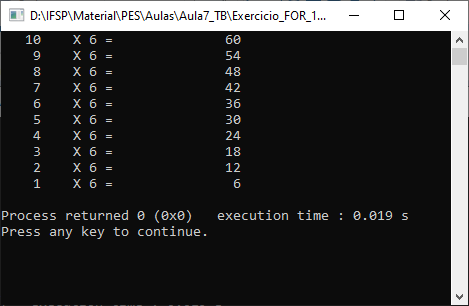 D:\IFSP\Material\PES\Aulas\Aula7_TB\Exercicio_FOR_1...
10 X 6 = 60
9 X 6 = 54
8 X 6 = 48
7 X 6 = 42
6 X 6 = 36
5 X 6 = 30
4 X 6 = 24
3 X 6 = 18
2 X 6 = 12
1 X 6 = 6
Process returned 0 (0x0)   execution time : 0.019 s
Press any key to continue.